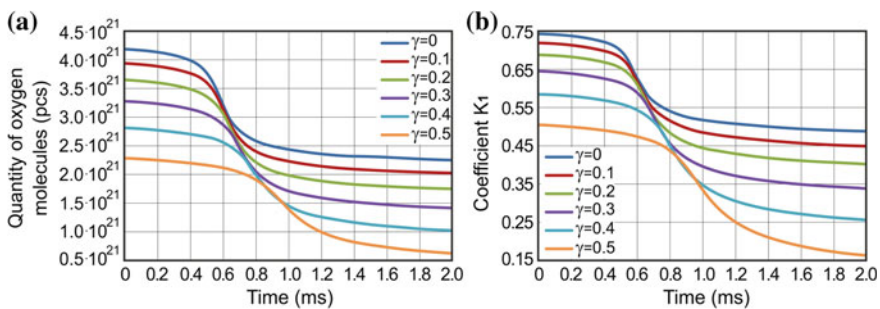 (a)
4.5·10²¹
4.0·10²¹
3.5·10²¹
3.0·10²¹
2.5·10²¹
2.0·10²¹
1.5·10²¹
1.0·10²¹
0.5·10²¹
Quantity of oxygen
molecules (pcs)
γ=0
γ=0.1
γ=0.2
γ=0.3
γ=0.4
γ=0.5
0 0.2 0.4 0.6 0.8 1.0 1.2 1.4 1.6 1.8 2.0
Time (ms)
(b)
0.75
0.65
0.55
0.45
0.35
0.25
0.15
Coefficient K₁
γ=0
γ=0.1
γ=0.2
γ=0.3
γ=0.4
γ=0.5
0 0.2 0.4 0.6 0.8 1.0 1.2 1.4 1.6 1.8 2.0
Time (ms)